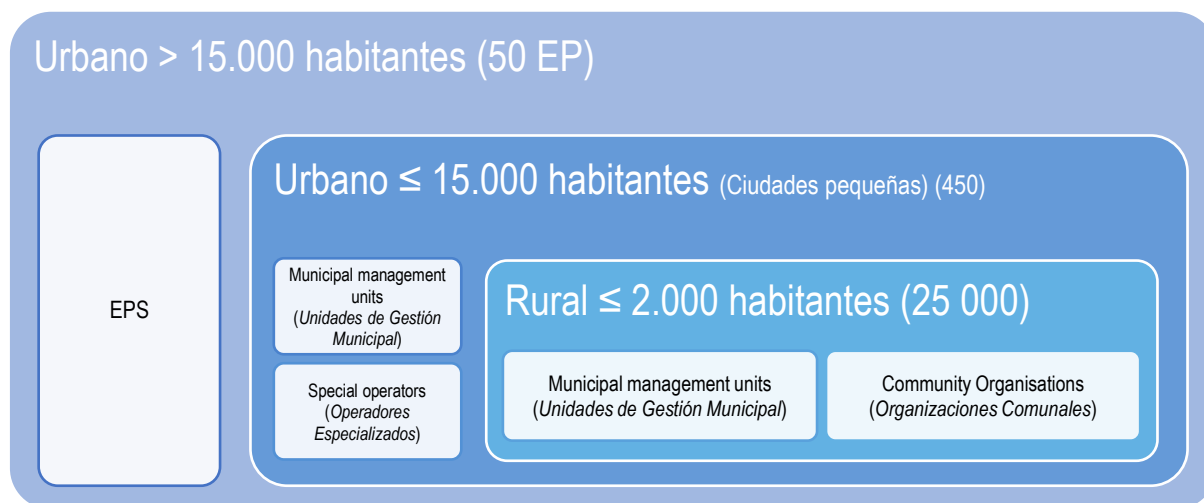 Urbano > 15.000 habitantes (50 EP)
EPS
Urbano ≤ 15.000 habitantes (Ciudades pequeñas) (450)
Municipal management
units
(Unidades de Gestión
Municipal)
Special operators
(Operadores
Especializados)
Rural ≤ 2.000 habitantes (25 000)
Municipal management units
(Unidades de Gestión Municipal)
Community Organisations
(Organizaciones Comunales)